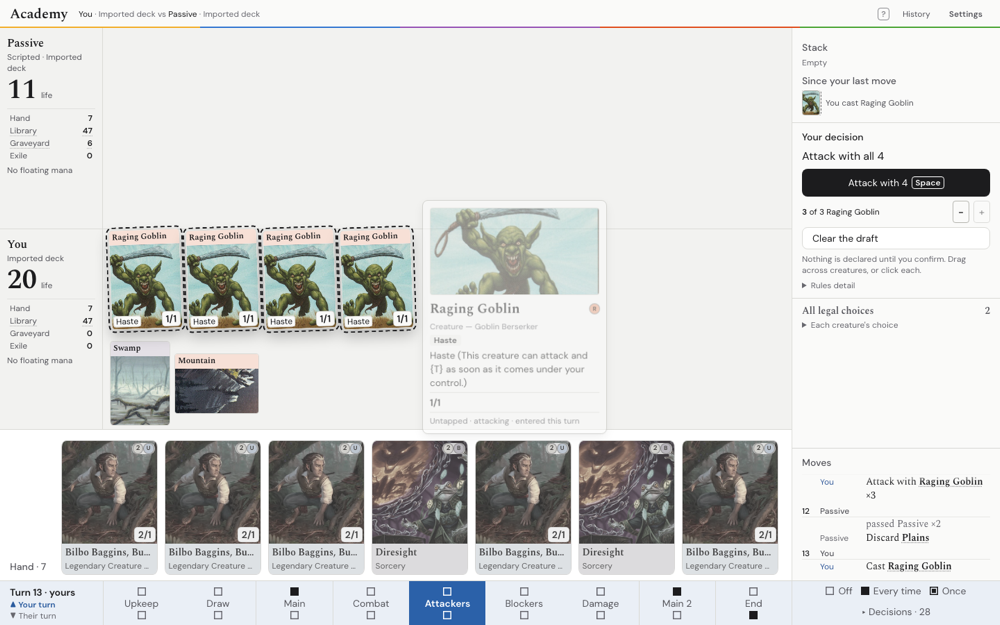 Academy
You · Imported deck vs Passive · Imported deck
?
History
Settings
Passive
Scripted · Imported deck
11 life
Hand 7
Library 47
Graveyard 6
Exile 0
No floating mana
You
Imported deck
20 life
Hand 7
Library 47
Graveyard 0
Exile 0
No floating mana
Raging Goblin
Haste
1/1
Raging Goblin
Haste
1/1
Raging Goblin
Haste
1/1
Raging Goblin
Haste
1/1
Swamp
Mountain
Raging Goblin
R
Creature — Goblin Berserker
Haste
Haste (This creature can attack and
{T} as soon as it comes under your
control.)
1/1
Untapped · attacking · entered this turn
Stack
Empty
Since your last move
You cast Raging Goblin
Your decision
Attack with all 4
Attack with 4 Space
3 of 3 Raging Goblin
−
+
Clear the draft
Nothing is declared until you confirm. Drag
across creatures, or click each.
▶ Rules detail
All legal choices 2
▶ Each creature's choice
Moves
You Attack with Raging Goblin
×3
12 Passive
passed Passive ×2
Passive Discard Plains
13 You
You Cast Raging Goblin
Hand · 7
2 U
2/1
Bilbo Baggins, Bu...
Legendary Creature ...
2 U
2/1
Bilbo Baggins, Bu...
Legendary Creature ...
2 U
2/1
Bilbo Baggins, Bu...
Legendary Creature ...
2 B
Diresight
Sorcery
2 U
2/1
Bilbo Baggins, Bu...
Legendary Creature ...
2 B
Diresight
Sorcery
2 U
2/1
Bilbo Baggins, Bu...
Legendary Creature ...
Turn 13 · yours
▲ Your turn
▼ Their turn
Upkeep
Draw
Main
Combat
Attackers
Blockers
Damage
Main 2
End
Off
Every time
Once
Decisions · 28